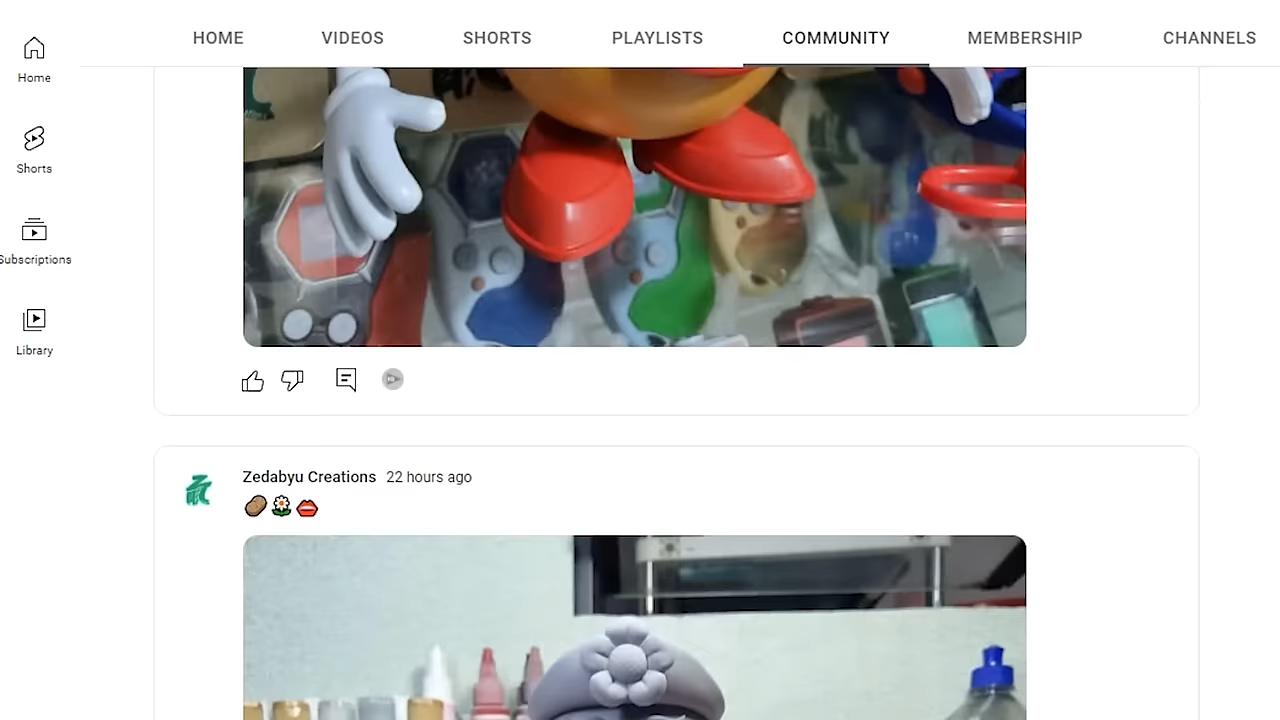 HOME VIDEOS SHORTS PLAYLISTS COMMUNITY MEMBERSHIP CHANNELS
Home
Shorts
Subscriptions
Library
Zedabyu Creations 22 hours ago
🥔🌼👄